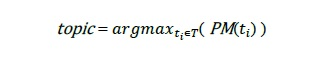 topic = argmax_{t_i∈T}( PM(t_i) )